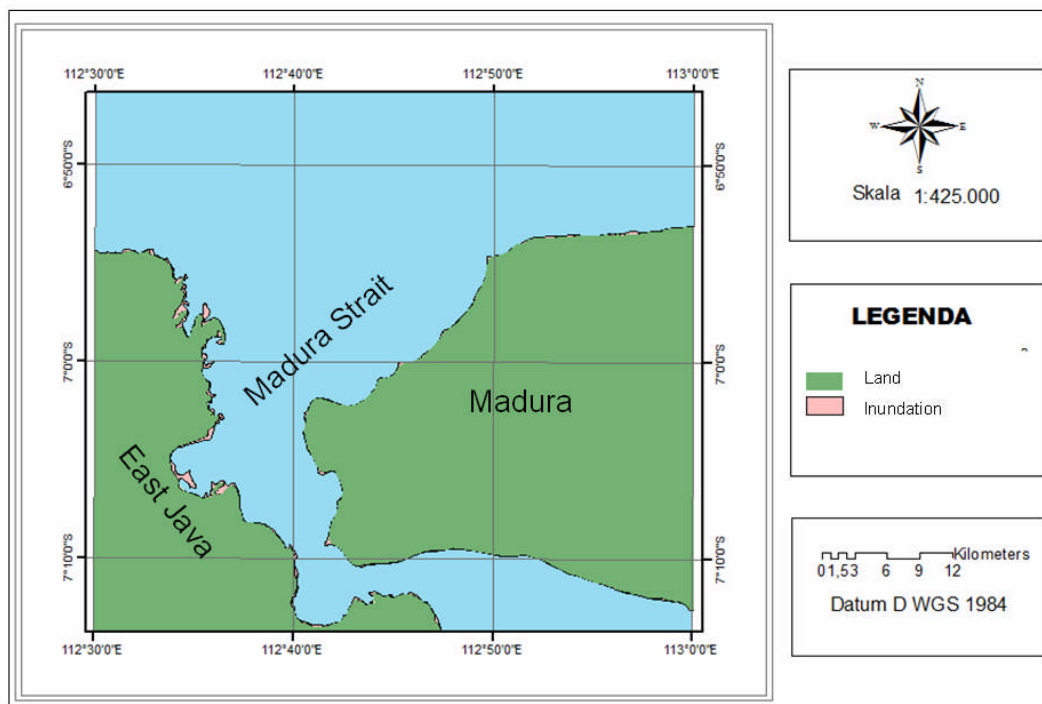 112°30'0"E 112°40'0"E 112°50'0"E 113°0'0"E
6°50'0"S 6°50'0"S
7°0'0"S 7°0'0"S
7°10'0"S 7°10'0"S
112°30'0"E 112°40'0"E 112°50'0"E 113°0'0"E
Madura Strait
Madura
East Java
N
W E
S
Skala 1:425.000
LEGENDA
Land
Inundation
Kilometers
0 1,5 3 6 9 12
Datum D WGS 1984